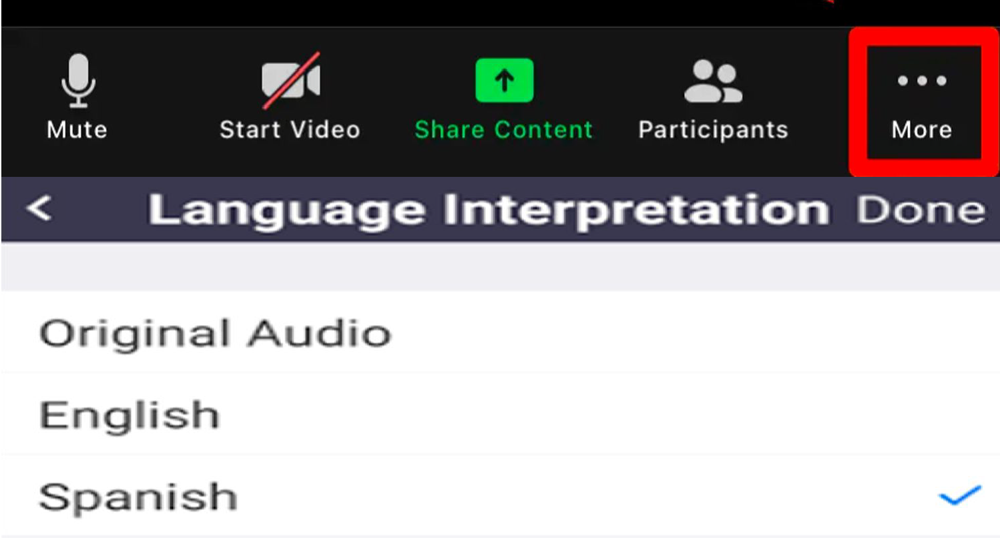 Mute Start Video Share Content Participants More
< Language Interpretation Done
Original Audio
English
Spanish